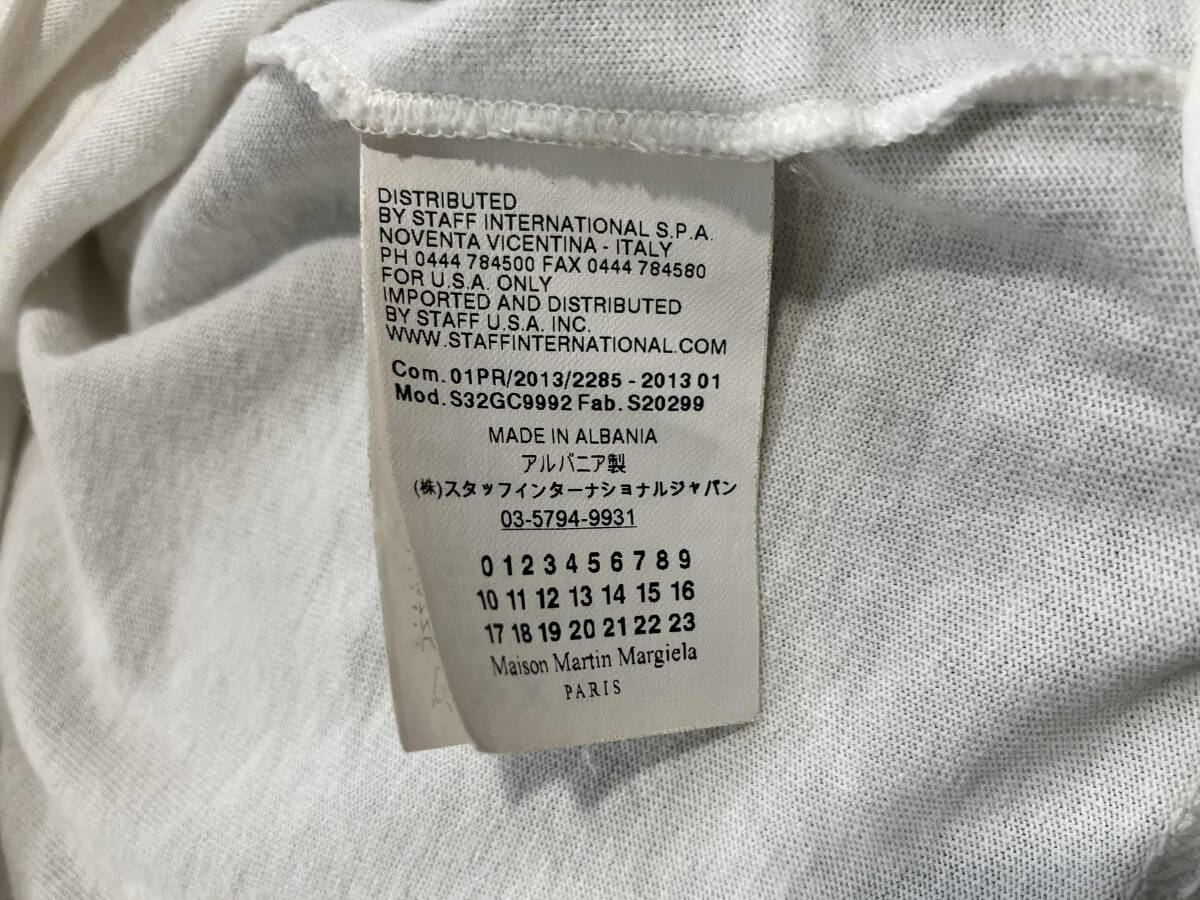 DISTRIBUTED
BY STAFF INTERNATIONAL S.P.A.
NOVENTA VICENTINA - ITALY
PH 0444 784500 FAX 0444 784580
FOR U.S.A. ONLY
IMPORTED AND DISTRIBUTED
BY STAFF U.S.A. INC.
WWW.STAFFINTERNATIONAL.COM
Com. 01PR/2013/2285 - 2013 01
Mod. S32GC9992 Fab. S20299
MADE IN ALBANIA
アルバニア製
(株)スタッフインターナショナルジャパン
03-5794-9931
0 1 2 3 4 5 6 7 8 9
10 11 12 13 14 15 16
17 18 19 20 21 22 23
Maison Martin Margiela
PARIS